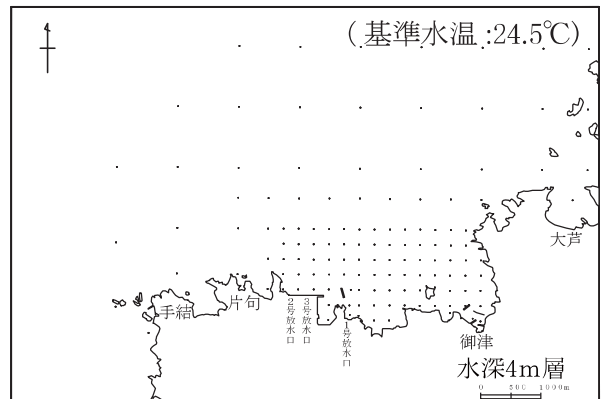 (基準水温:24.5℃)
大芦
手結
片句
2号放水口
3号放水口
1号放水口
御津
水深4m層
0 500 1000m